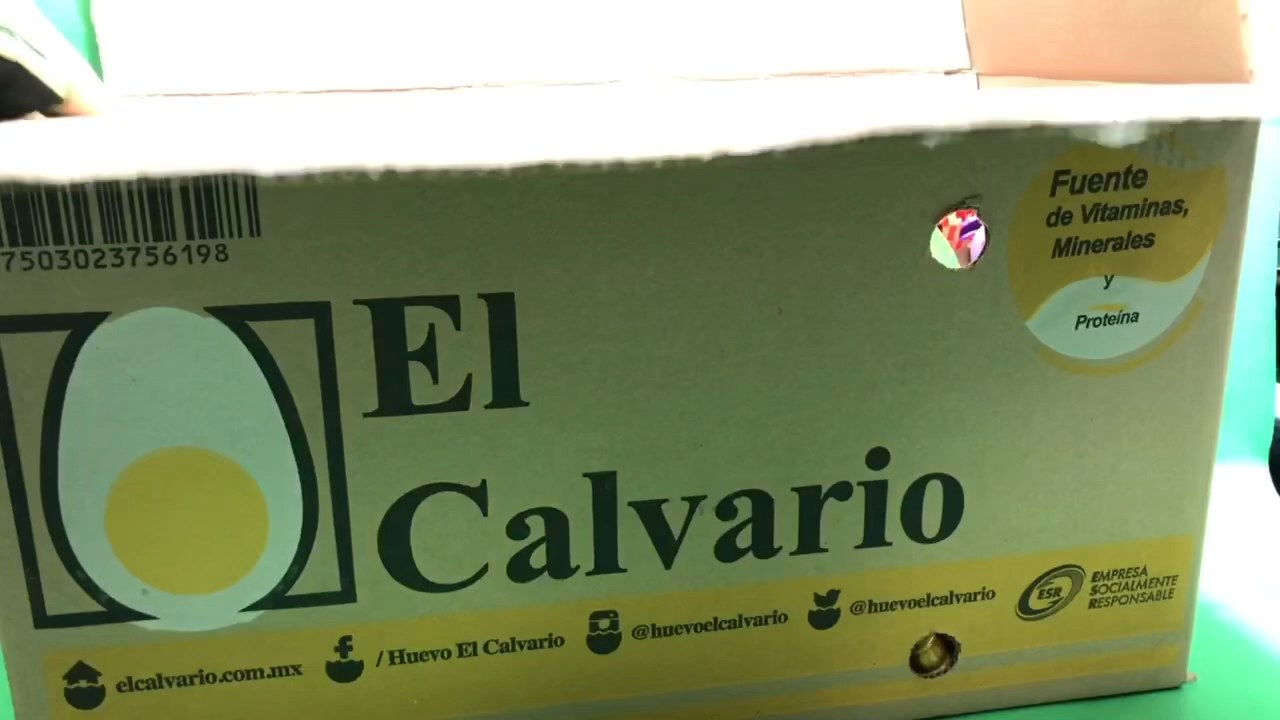 7503023756198
Fuente
de Vitaminas,
Minerales
y
Proteína
El
Calvario
elcalvario.com.mx
/ Huevo El Calvario
@huevoelcalvario
@huevoelcalvario
ESR
EMPRESA
SOCIALMENTE
RESPONSABLE